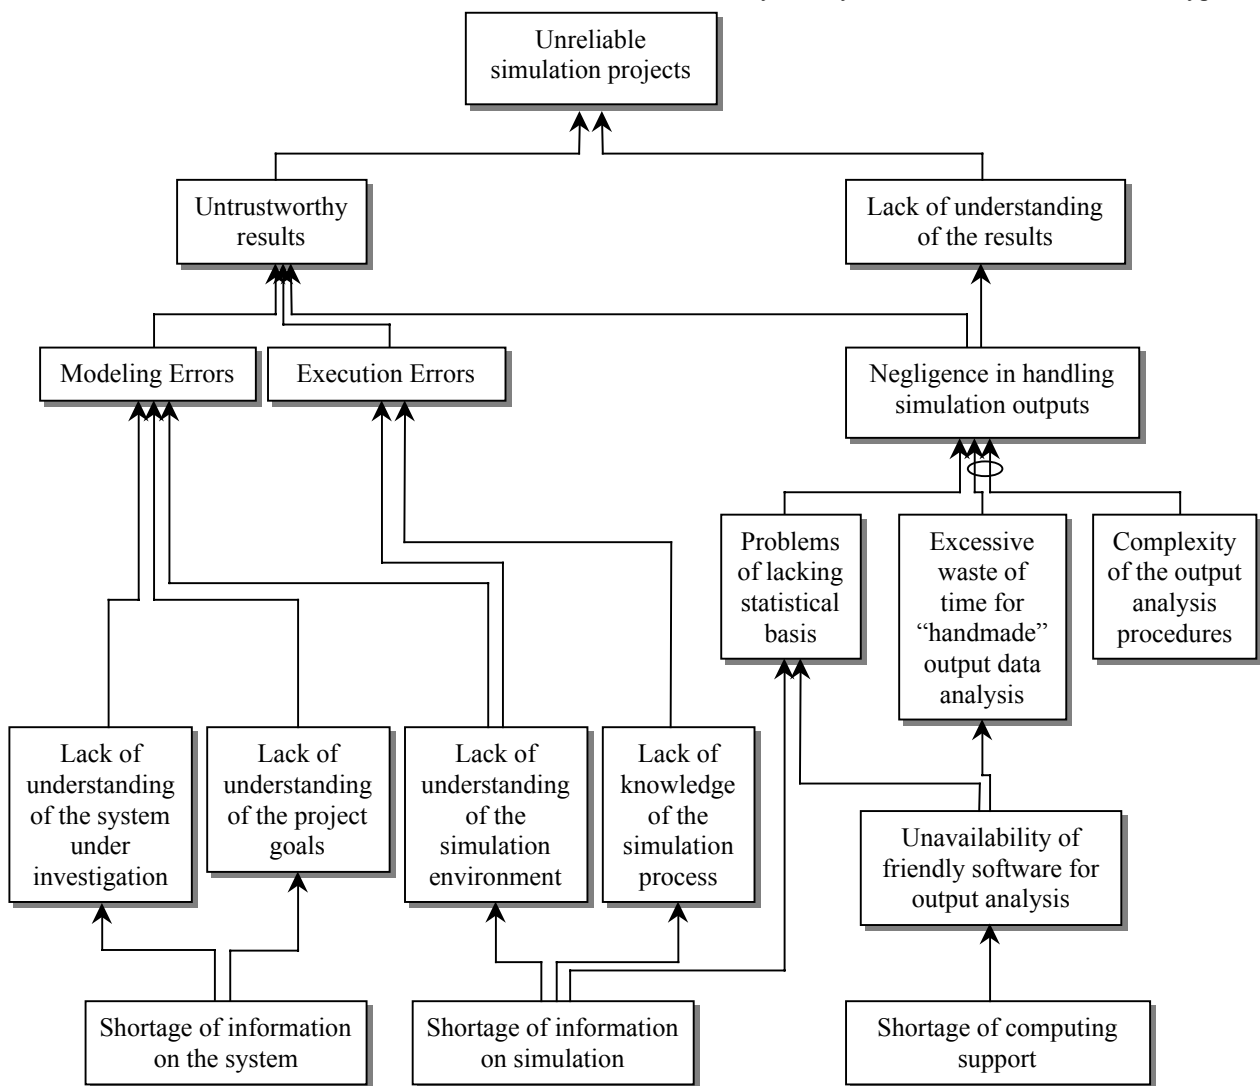 Unreliable
simulation projects
Untrustworthy
results
Lack of understanding
of the results
Modeling Errors
Execution Errors
Negligence in handling
simulation outputs
Problems
of lacking
statistical
basis
Excessive
waste of
time for
“handmade”
output data
analysis
Complexity
of the output
analysis
procedures
Lack of
understanding
of the system
under
investigation
Lack of
understanding
of the project
goals
Lack of
understanding
of the
simulation
environment
Lack of
knowledge
of the
simulation
process
Unavailability of
friendly software for
output analysis
Shortage of information
on the system
Shortage of information
on simulation
Shortage of computing
support